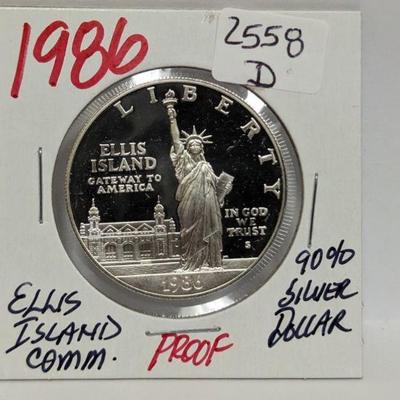 1986
2558
D
LIBERTY
ELLIS
ISLAND
GATEWAY TO
AMERICA
IN GOD
WE
TRUST
S
1986
ELLIS
ISLAND
COMM.
PROOF
90%
SILVER
DOLLAR